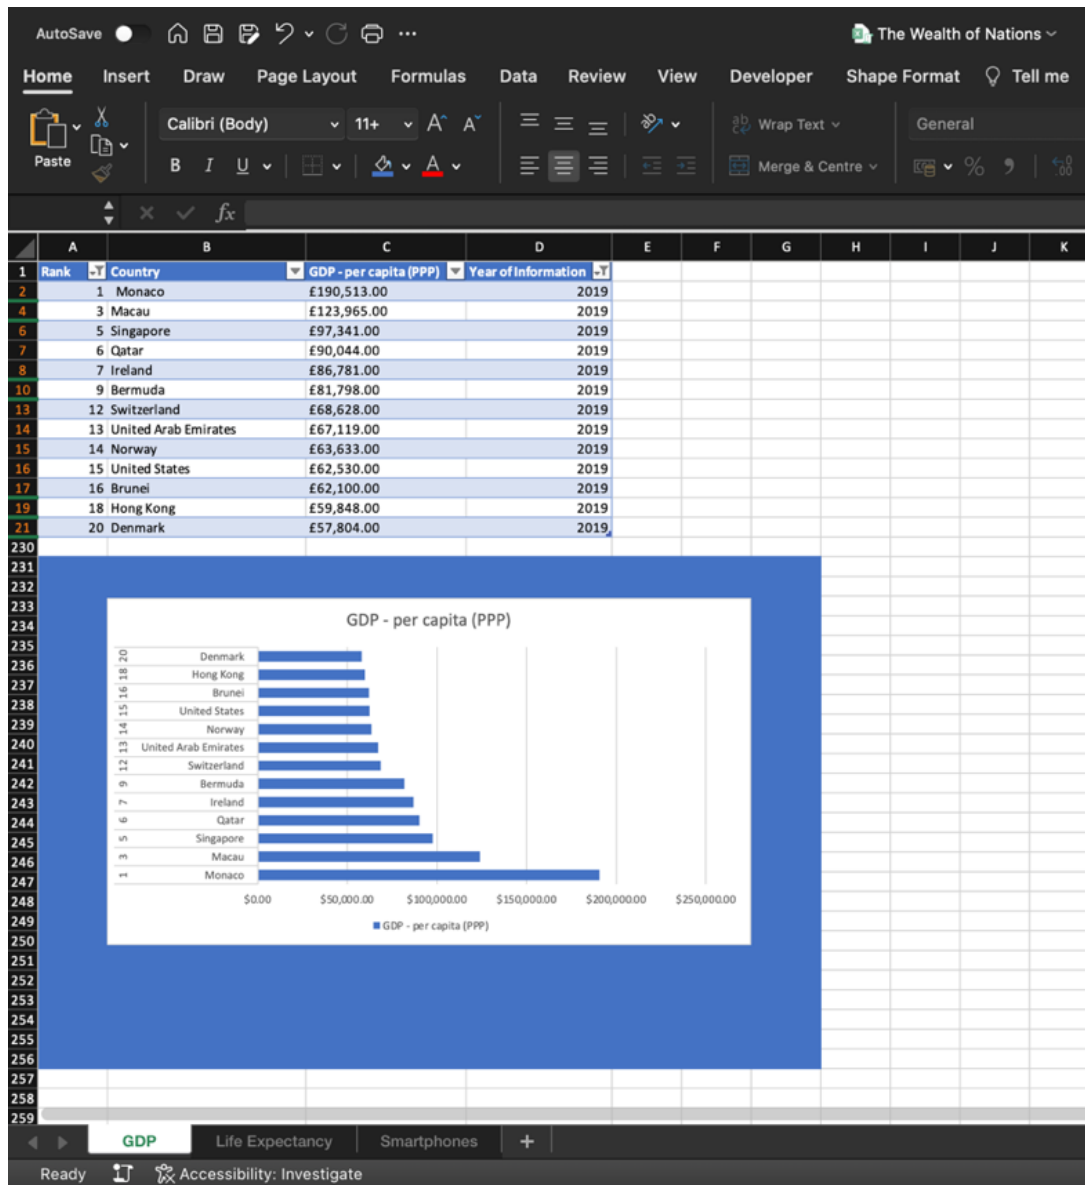 AutoSave
The Wealth of Nations
Home Insert Draw Page Layout Formulas Data Review View Developer Shape Format Tell me
Paste
Calibri (Body) 11+ A A
Wrap Text General
B I U A Merge & Centre % 9
fx
A B C D E F G H I J K
1 Rank Country GDP - per capita (PPP) Year of Information
2 1 Monaco £190,513.00 2019
4 3 Macau £123,965.00 2019
6 5 Singapore £97,341.00 2019
7 6 Qatar £90,044.00 2019
8 7 Ireland £86,781.00 2019
10 9 Bermuda £81,798.00 2019
13 12 Switzerland £68,628.00 2019
14 13 United Arab Emirates £67,119.00 2019
15 14 Norway £63,633.00 2019
16 15 United States £62,530.00 2019
17 16 Brunei £62,100.00 2019
19 18 Hong Kong £59,848.00 2019
21 20 Denmark £57,804.00 2019
230
231
232
233
234
235
236
237
238
239
240
241
242
243
244
245
246
247
248
249
250
251
252
253
254
255
256
257
258
259
GDP - per capita (PPP)
20 Denmark
18 Hong Kong
16 Brunei
15 United States
14 Norway
13 United Arab Emirates
12 Switzerland
9 Bermuda
7 Ireland
6 Qatar
5 Singapore
3 Macau
1 Monaco
$0.00 $50,000.00 $100,000.00 $150,000.00 $200,000.00 $250,000.00
GDP - per capita (PPP)
GDP Life Expectancy Smartphones +
Ready Accessibility: Investigate